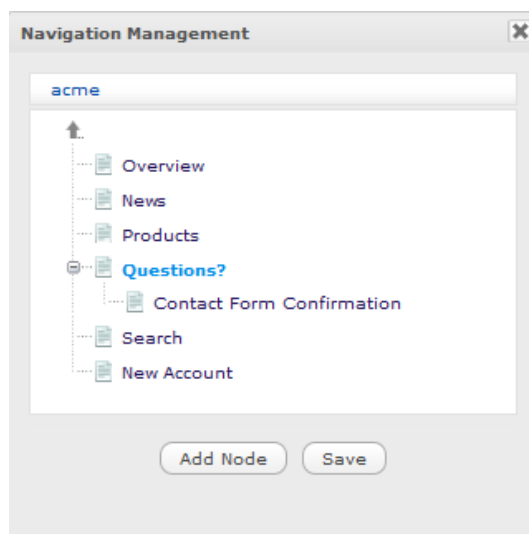 Navigation Management
acme
Overview
News
Products
Questions?
Contact Form Confirmation
Search
New Account
Add Node Save